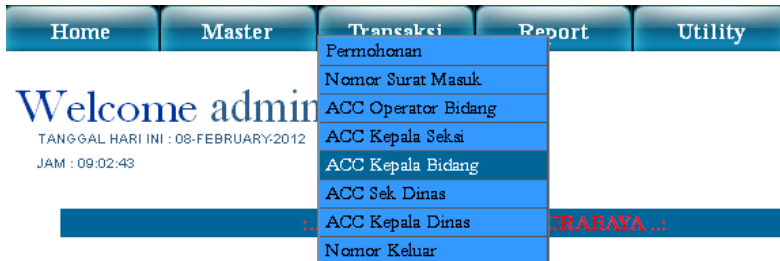 Home Master Transaksi Report Utility
Permohonan
Nomor Surat Masuk
Welcome admin
ACC Operator Bidang
TANGGAL HARI INI : 08-FEBRUARY-2012
ACC Kepala Seksi
JAM : 09:02:43
ACC Kepala Bidang
ACC Sek Dinas
ACC Kepala Dinas
Nomor Keluar